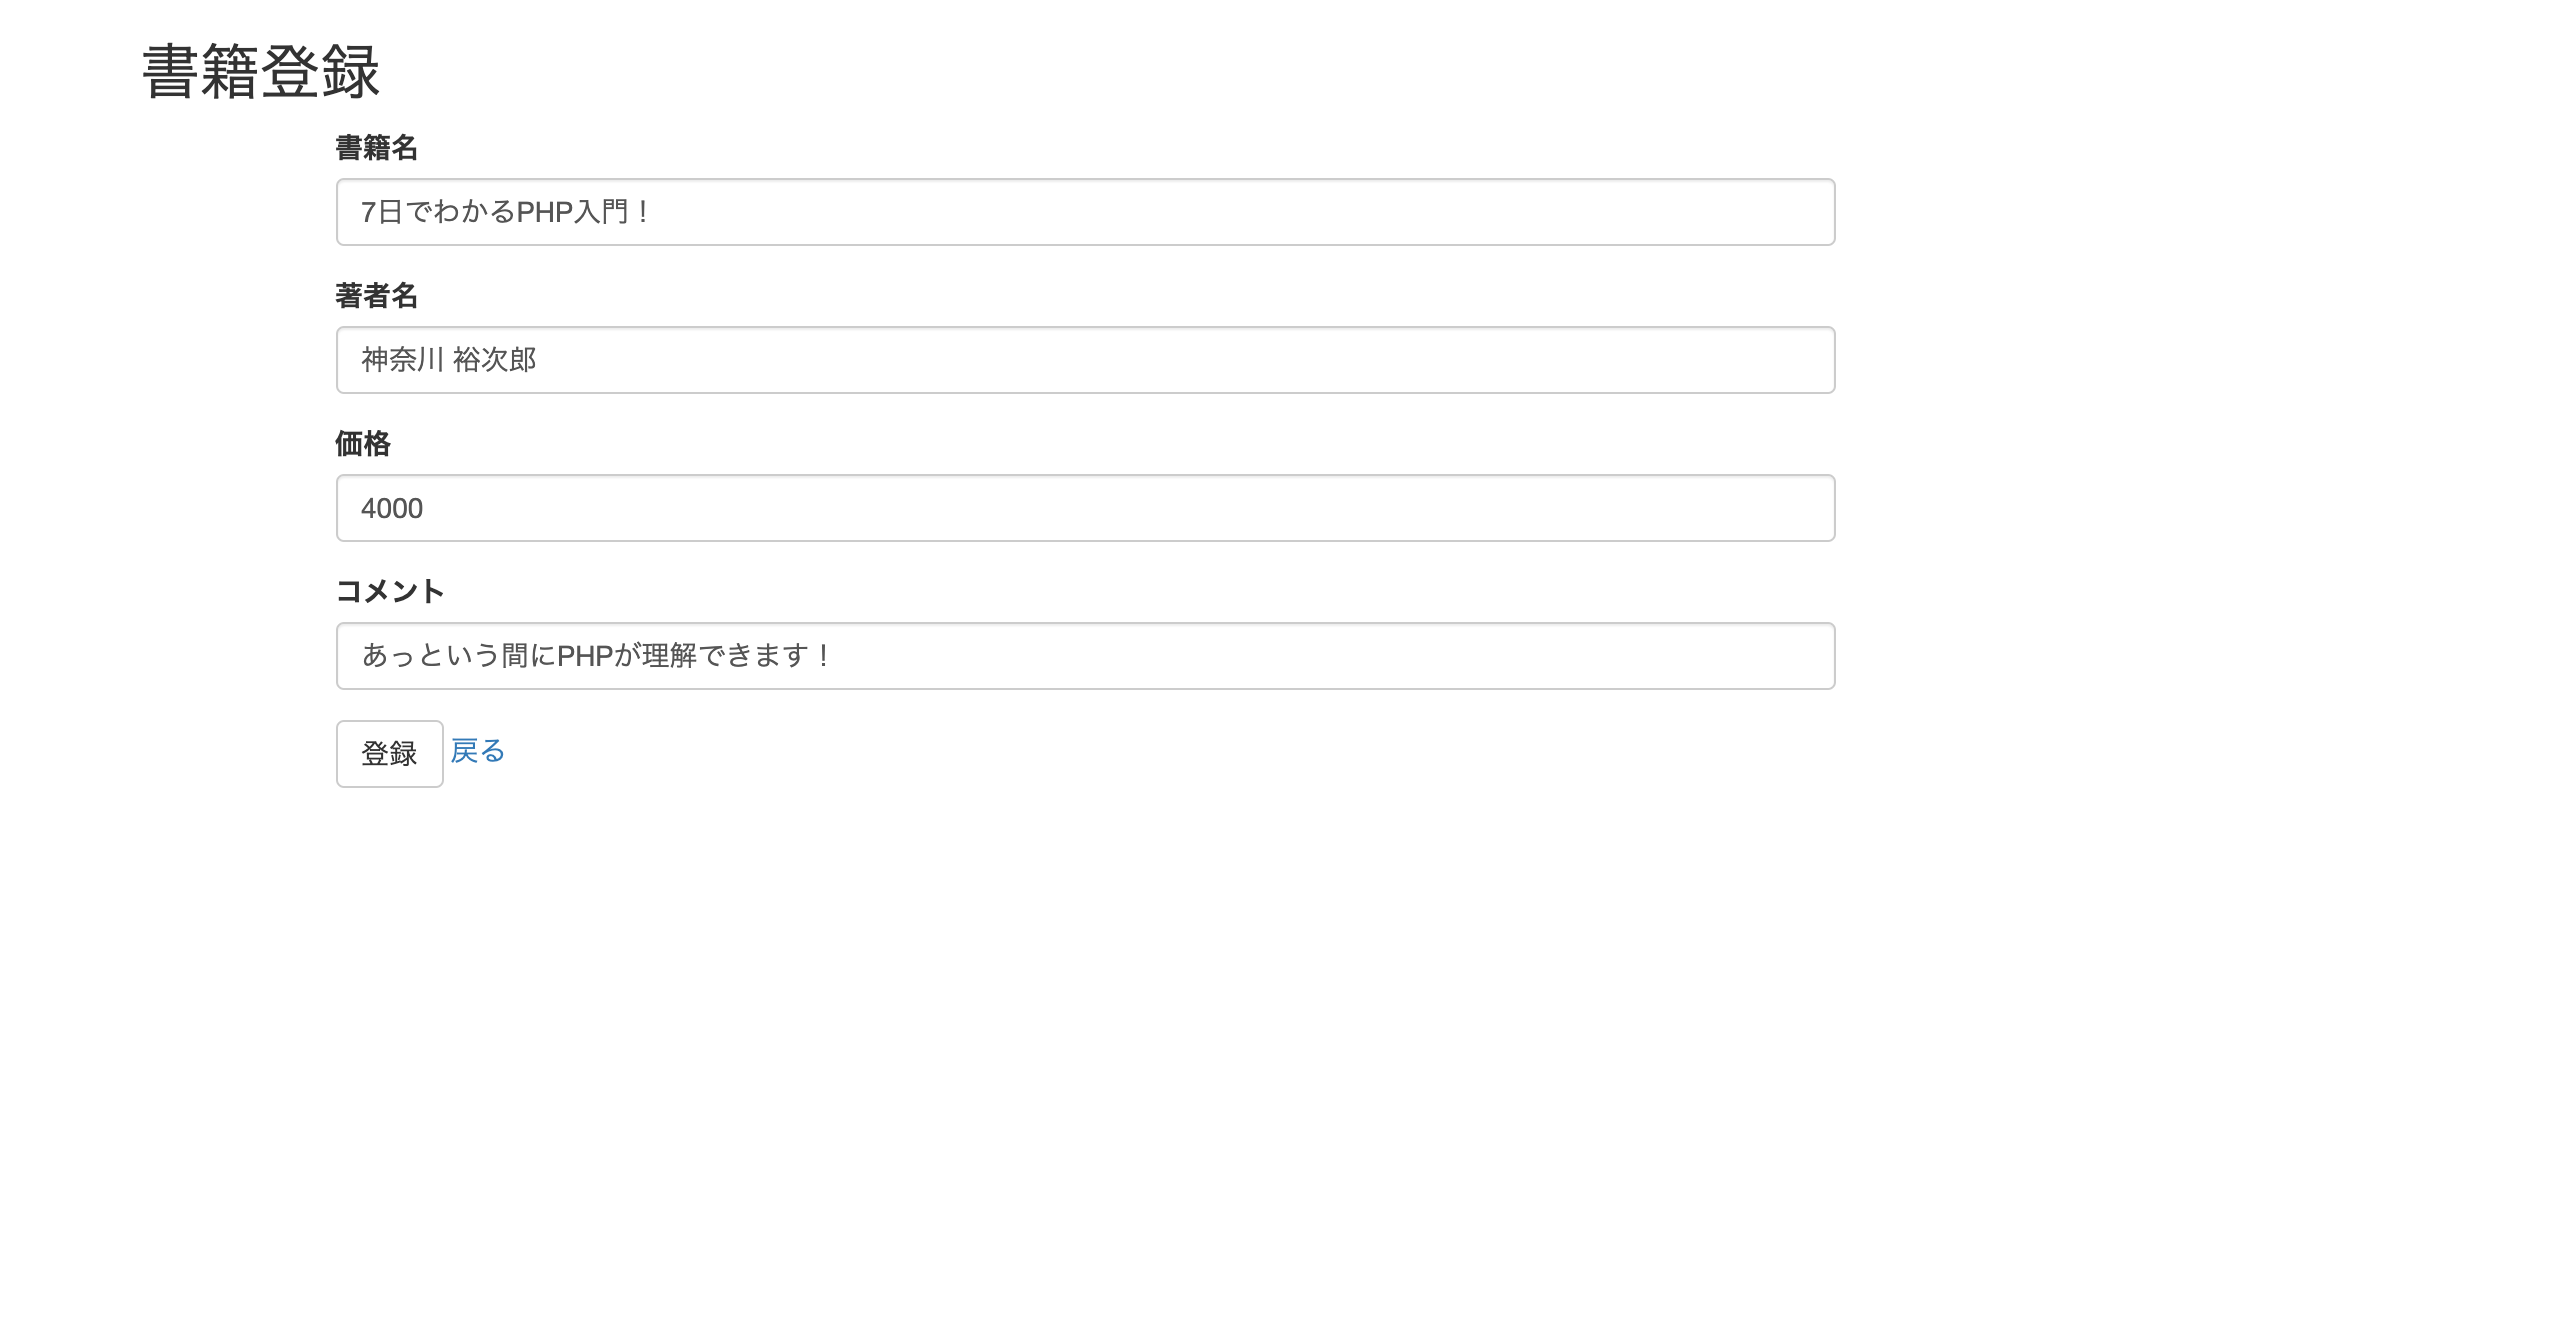 書籍登録
書籍名
7日でわかるPHP入門！
著者名
神奈川 裕次郎
価格
4000
コメント
あっという間にPHPが理解できます！
登録 戻る